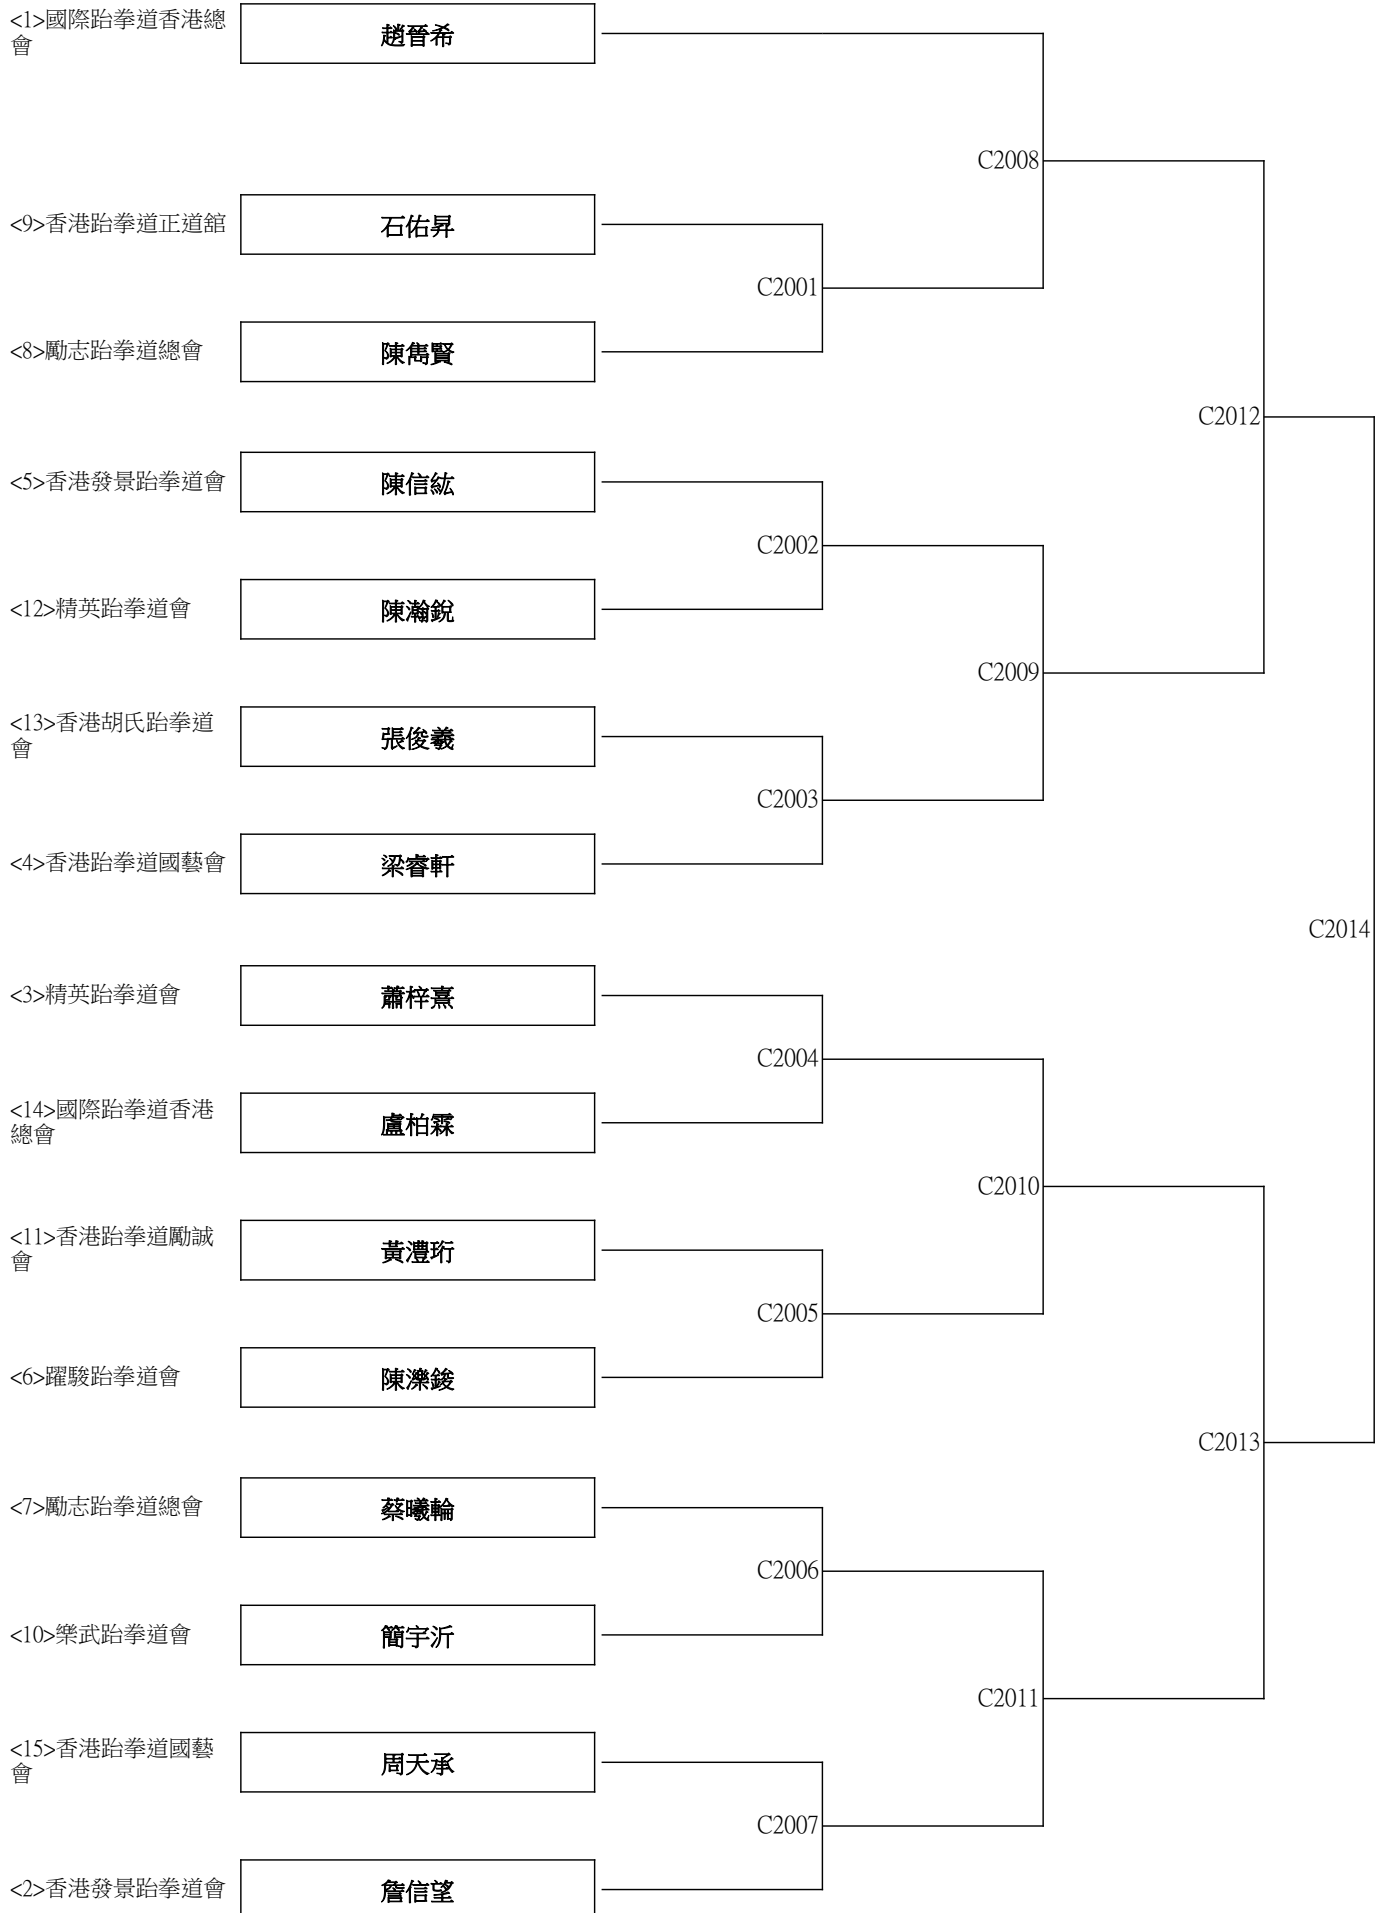 <1>國際跆拳道香港總
會
趙晉希
C2008
<9>香港跆拳道正道舘
石佑昇
C2001
<8>勵志跆拳道總會
陳雋賢
C2012
<5>香港發景跆拳道會
陳信紘
C2002
<12>精英跆拳道會
陳瀚銳
C2009
<13>香港胡氏跆拳道
會
張俊羲
C2003
<4>香港跆拳道國藝會
梁睿軒
C2014
<3>精英跆拳道會
蕭梓熹
C2004
<14>國際跆拳道香港
總會
盧柏霖
C2010
<11>香港跆拳道勵誠
會
黃灃珩
C2005
<6>躍駿跆拳道會
陳濼鋑
C2013
<7>勵志跆拳道總會
蔡曦輪
C2006
<10>樂武跆拳道會
簡宇沂
C2011
<15>香港跆拳道國藝
會
周天承
C2007
<2>香港發景跆拳道會
詹信望